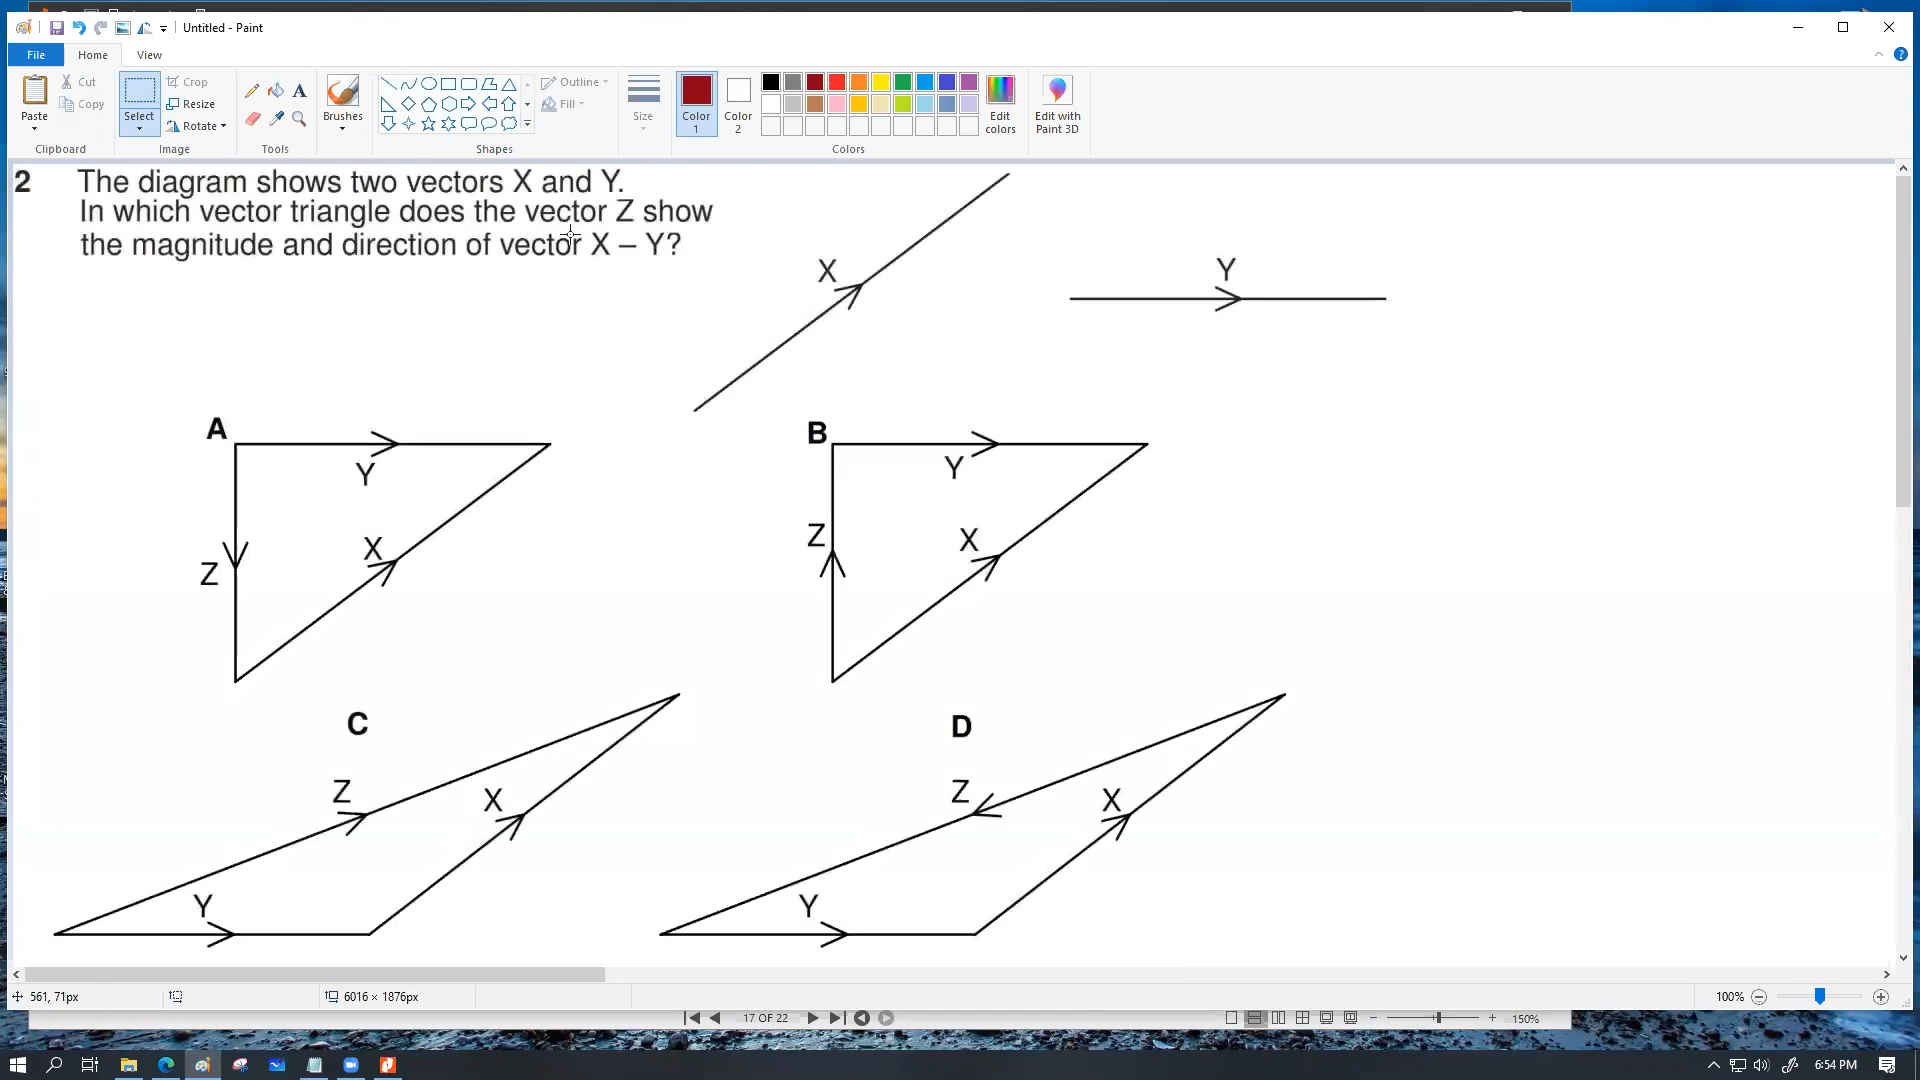 Untitled - Paint
File
Home
View
Paste
Cut
Copy
Clipboard
Select
Crop
Resize
Rotate
Image
Tools
Brushes
Shapes
Outline
Fill
Size
Color 1
Color 2
Colors
Edit colors
Edit with Paint 3D
2 The diagram shows two vectors X and Y.
In which vector triangle does the vector Z show
the magnitude and direction of vector X – Y?
X
Y
A
Y
X
Z
B
Y
Z
X
C
Z
X
Y
D
Z
X
Y
561, 71px
6016 × 1876px
100%
17 OF 22
150%
6:54 PM